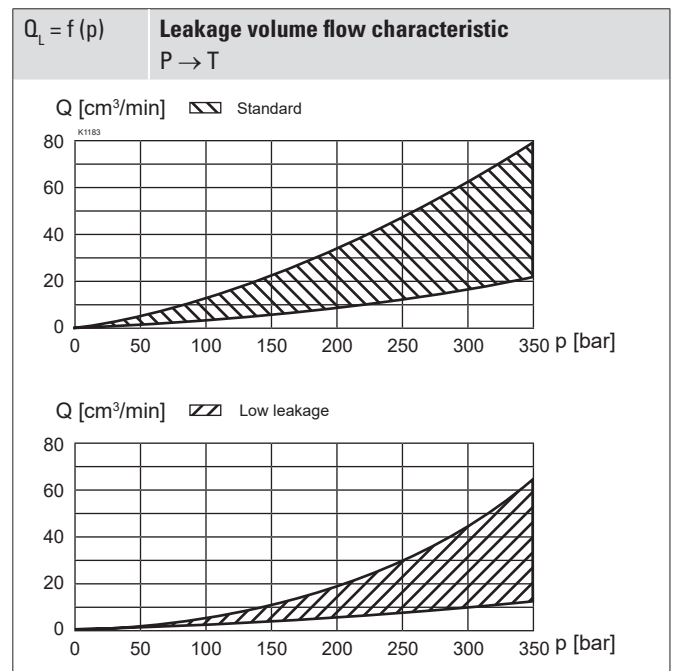 Q_L = f (p) Leakage volume flow characteristic
P → T
Q [cm³/min] Standard
K1183
80
60
40
20
0
0 50 100 150 200 250 300 350 p [bar]
Q [cm³/min] Low leakage
80
60
40
20
0
0 50 100 150 200 250 300 350 p [bar]